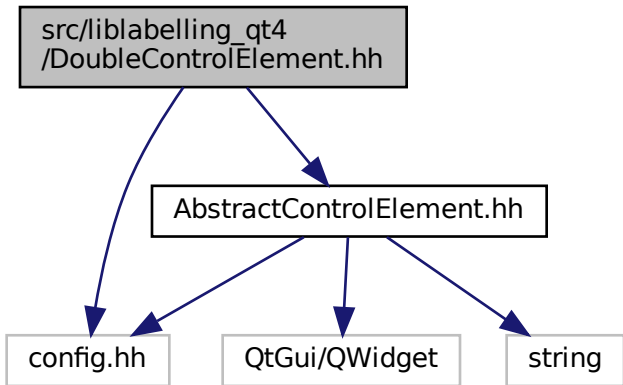 src/liblabelling_qt4
/DoubleControlElement.hh
AbstractControlElement.hh
config.hh
QtGui/QWidget
string